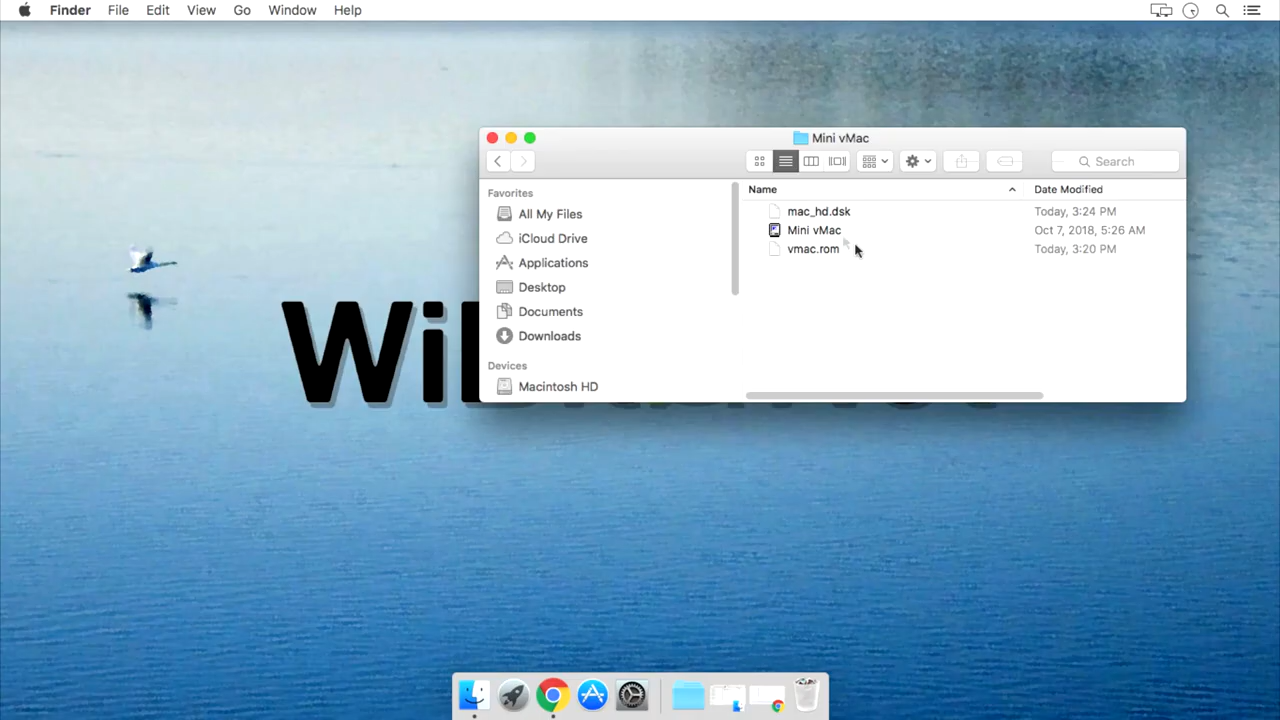 Finder File Edit View Go Window Help
Mini vMac
Search
Favorites
All My Files
iCloud Drive
Applications
Desktop
Documents
Downloads
Devices
Macintosh HD
Name Date Modified
mac_hd.dsk Today, 3:24 PM
Mini vMac Oct 7, 2018, 5:26 AM
vmac.rom Today, 3:20 PM